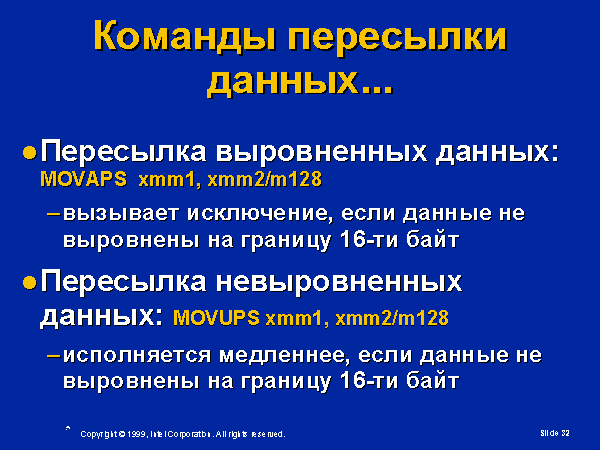 Команды пересылки
данных...
●Пересылка выровненных данных:
MOVAPS xmm1, xmm2/m128
–вызывает исключение, если данные не
выровнены на границу 16-ти байт
●Пересылка невыровненных
данных: MOVUPS xmm1, xmm2/m128
–исполняется медленнее, если данные не
выровнены на границу 16-ти байт
* Copyright © 1999, Intel Corporation. All rights reserved.
Slide 32